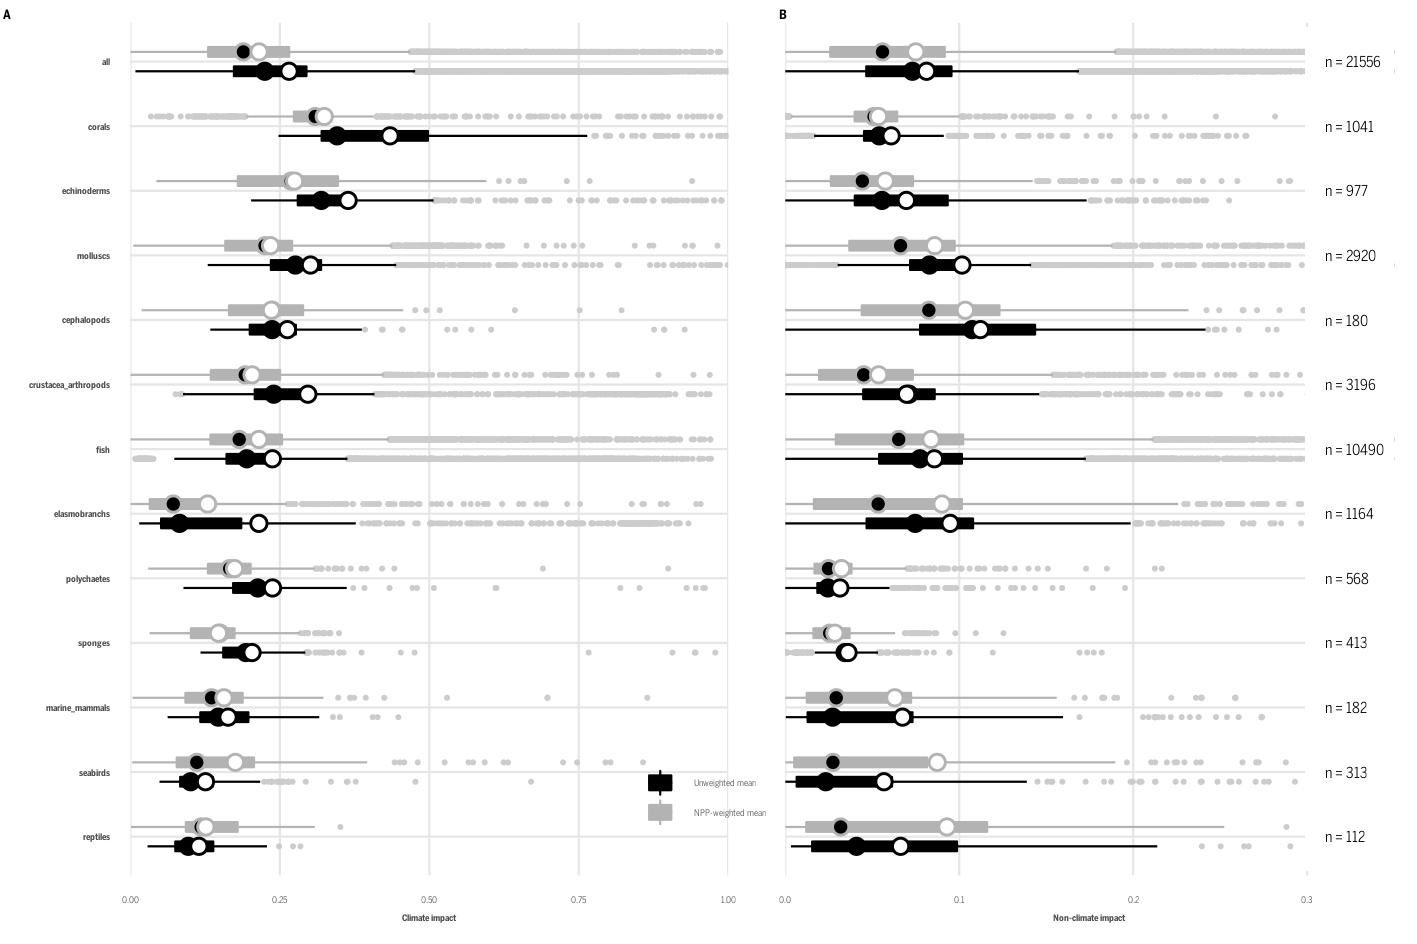 A
B
all
n = 21556
corals
n = 1041
echinoderms
n = 977
molluscs
n = 2920
cephalopods
n = 180
crustacea_arthropods
n = 3196
fish
n = 10490
elasmobranchs
n = 1164
polychaetes
n = 568
sponges
n = 413
marine_mammals
n = 182
seabirds
n = 313
Unweighted mean
NPP-weighted mean
reptiles
n = 112
0.00 0.25 0.50 0.75 1.00
0.0 0.1 0.2 0.3
Climate impact
Non-climate impact